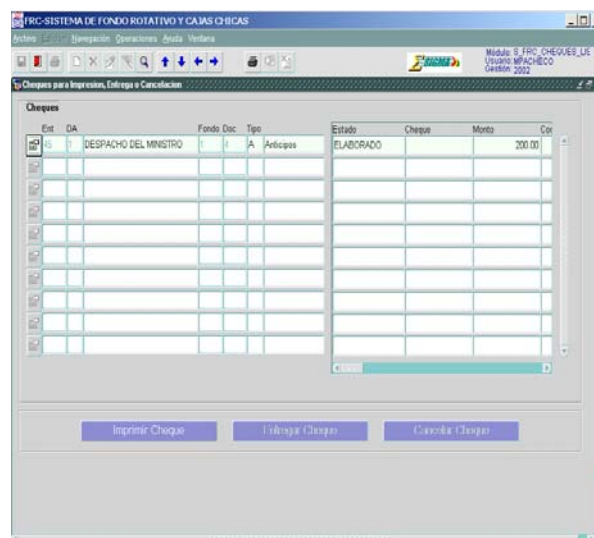 FRC-SISTEMA DE FONDO ROTATIVO Y CAJAS CHICAS
Archivo Navegación Operaciones Ayuda Ventana
Módulo: S_FRC_CHEQUES_LIE
Usuario: MPACHECO
Gestión: 2002
Cheques para Impresion, Entrega o Cancelacion
Cheques
Ent DA Fondo Doc Tipo Estado Cheque Monto Cor
45 1 DESPACHO DEL MINISTRO 1 4 A Anticipos ELABORADO 200.00
Imprimir Cheque Entregar Cheque Cancelar Cheque